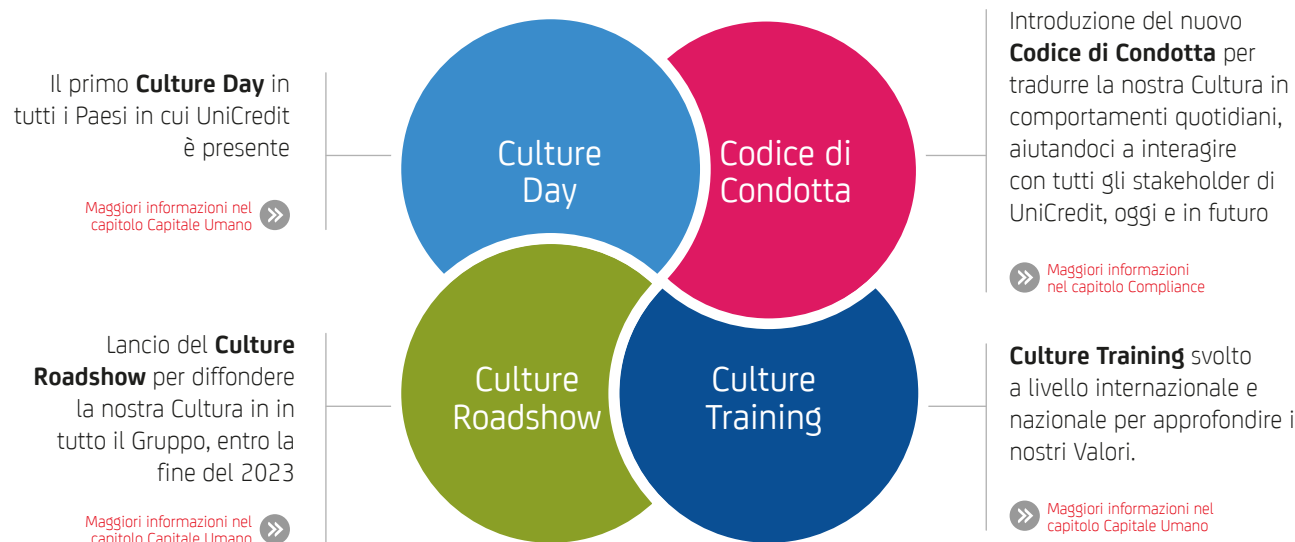 Il primo Culture Day in
tutti i Paesi in cui UniCredit
è presente
Maggiori informazioni nel
capitolo Capitale Umano
Culture
Day
Codice di
Condotta
Introduzione del nuovo
Codice di Condotta per
tradurre la nostra Cultura in
comportamenti quotidiani,
aiutandoci a interagire
con tutti gli stakeholder di
UniCredit, oggi e in futuro
Maggiori informazioni
nel capitolo Compliance
Lancio del Culture
Roadshow per diffondere
la nostra Cultura in in
tutto il Gruppo, entro la
fine del 2023
Maggiori informazioni nel
capitolo Capitale Umano
Culture
Roadshow
Culture
Training
Culture Training svolto
a livello internazionale e
nazionale per approfondire i
nostri Valori.
Maggiori informazioni nel
capitolo Capitale Umano